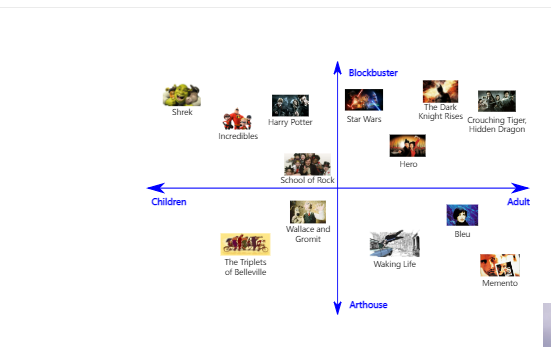 Blockbuster
Shrek
Incredibles
Harry Potter
Star Wars
The Dark
Knight Rises
Crouching Tiger,
Hidden Dragon
Hero
School of Rock
Children
Adult
Wallace and
Gromit
Bleu
The Triplets
of Belleville
Waking Life
Memento
Arthouse